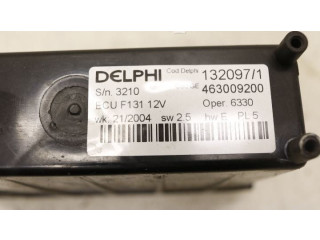 DELPHI Cod.Delphi 132097/1
S/n. 3210 463009200
ECU F131 12V Oper. 6330
wk. 21/2004 sw 2.5 hw E PL 5